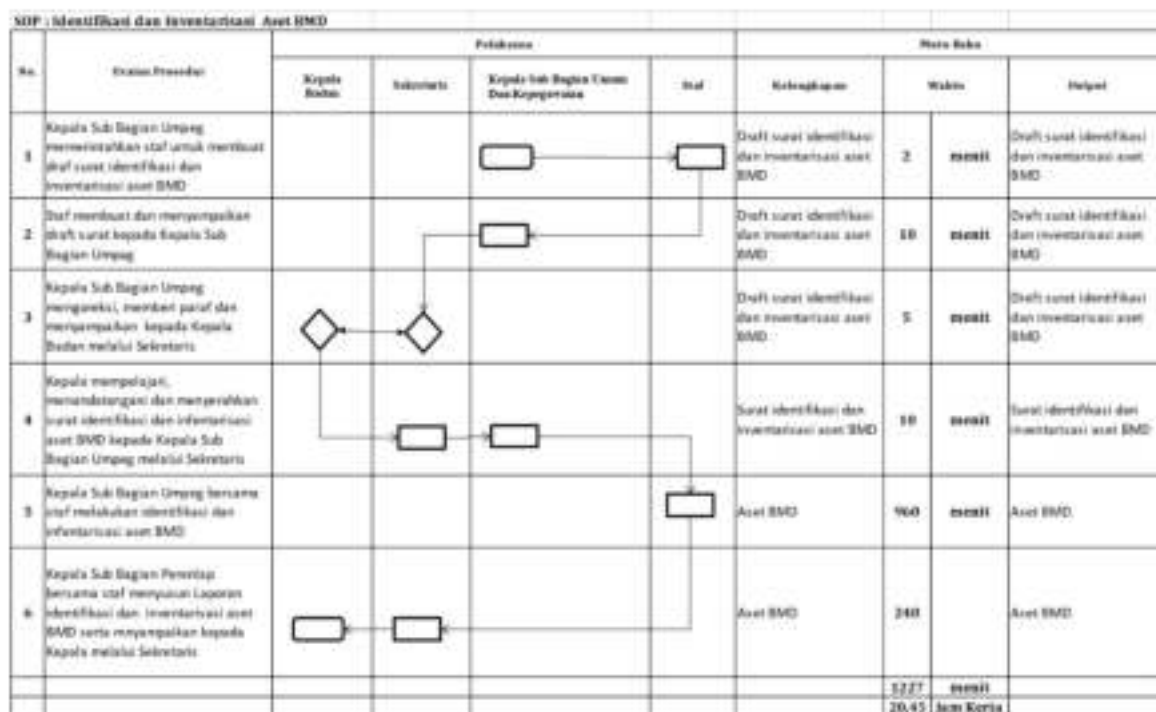 SOP : Identifikasi dan Inventarisasi Aset BMD
No.
Uraian Prosedur
Pelaksana
Mutu Baku
Kepala
Badan
Sekretaris
Kepala Sub Bagian Umum
Dan Kepegawaian
Staf
Kelengkapan
Waktu
Output
1
Kepala Sub Bagian Umpeg
memerintahkan staf untuk membuat
draf surat identifikasi dan
inventarisasi aset BMD
Draft surat identifikasi
dan inventarisasi aset
BMD
2
menit
Draft surat identifikasi
dan inventarisasi aset
BMD
2
Staf membuat dan menyampaikan
draft surat kepada Kepala Sub
Bagian Umpeg
Draft surat identifikasi
dan inventarisasi aset
BMD
10
menit
Draft surat identifikasi
dan inventarisasi aset
BMD
3
Kepala Sub Bagian Umpeg
mengoreksi, memberi paraf dan
menyampaikan kepada Kepala
Badan melalui Sekretaris
Draft surat identifikasi
dan inventarisasi aset
BMD
5
menit
Draft surat identifikasi
dan inventarisasi aset
BMD
4
Kepala mempelajari,
menandatangani dan menyerahkan
surat identifikasi dan infentarisasi
aset BMD kepada Kepala Sub
Bagian Umpeg melalui Sekretaris
Surat identifikasi dan
inventarisasi aset BMD
10
menit
Surat identifikasi dan
inventarisasi aset BMD
5
Kepala Sub Bagian Umpeg bersama
staf melakukan identifikasi dan
infentarisasi aset BMD
Aset BMD
960
menit
Aset BMD
6
Kepala Sub Bagian
bersama staf menyusun Laporan
identifikasi dan inventarisasi aset
BMD serta mnyampaikan kepada
Kepala melalui Sekretaris
Aset BMD
240
Aset BMD
1227
menit
20,45
Jam Kerja